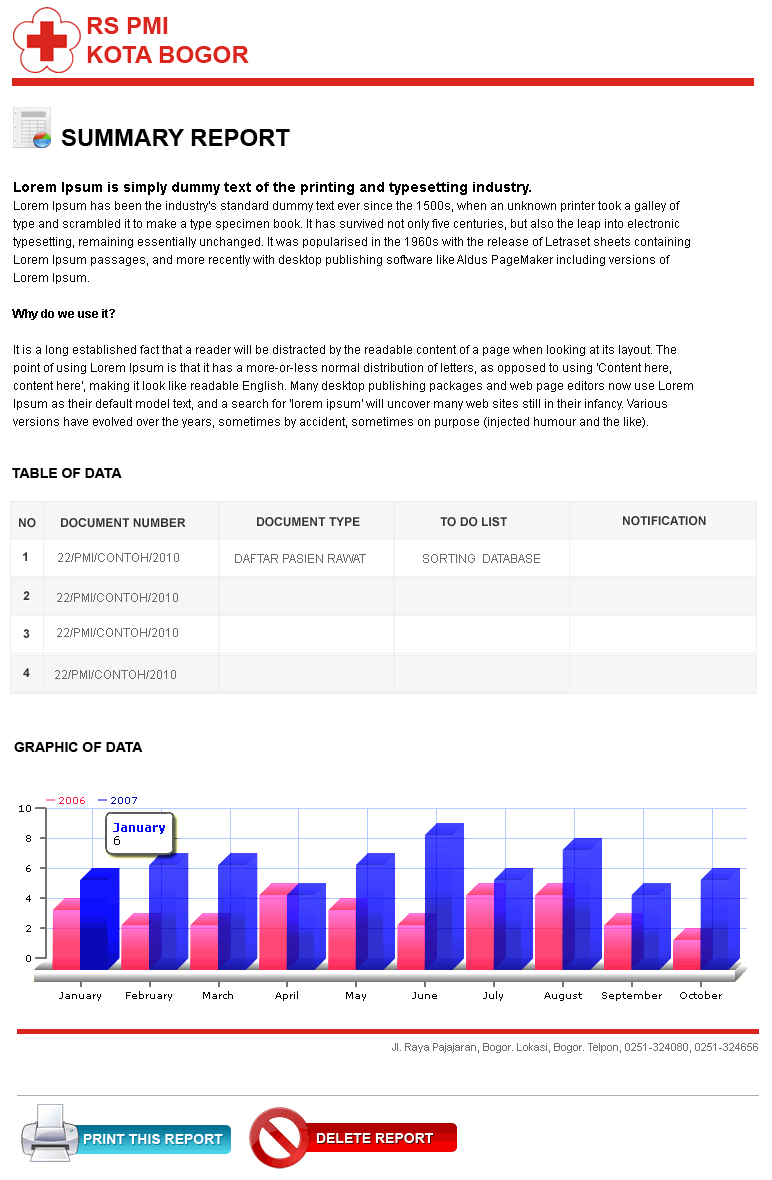 RS PMI
KOTA BOGOR
SUMMARY REPORT
Lorem Ipsum is simply dummy text of the printing and typesetting industry.
Lorem Ipsum has been the industry's standard dummy text ever since the 1500s, when an unknown printer took a galley of
type and scrambled it to make a type specimen book. It has survived not only five centuries, but also the leap into electronic
typesetting, remaining essentially unchanged. It was popularised in the 1960s with the release of Letraset sheets containing
Lorem Ipsum passages, and more recently with desktop publishing software like Aldus PageMaker including versions of
Lorem Ipsum.
Why do we use it?
It is a long established fact that a reader will be distracted by the readable content of a page when looking at its layout. The
point of using Lorem Ipsum is that it has a more-or-less normal distribution of letters, as opposed to using 'Content here,
content here', making it look like readable English. Many desktop publishing packages and web page editors now use Lorem
Ipsum as their default model text, and a search for 'lorem ipsum' will uncover many web sites still in their infancy. Various
versions have evolved over the years, sometimes by accident, sometimes on purpose (injected humour and the like).
TABLE OF DATA
NO DOCUMENT NUMBER DOCUMENT TYPE TO DO LIST NOTIFICATION
1 22/PMI/CONTOH/2010 DAFTAR PASIEN RAWAT SORTING DATABASE
2 22/PMI/CONTOH/2010
3 22/PMI/CONTOH/2010
4 22/PMI/CONTOH/2010
GRAPHIC OF DATA
2006 2007
10
January
6
8
6
4
2
0
January February March April May June July August September October
Jl. Raya Pajajaran, Bogor. Lokasi, Bogor. Telpon, 0251-324080, 0251-324656
PRINT THIS REPORT DELETE REPORT